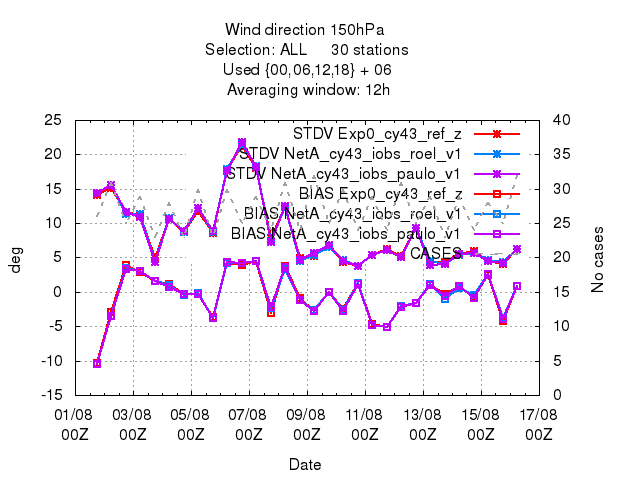 Wind direction 150hPa
Selection: ALL 30 stations
Used {00,06,12,18} + 06
Averaging window: 12h
25 40
STDV Exp0_cy43_ref_z
STDV NetA_cy43_iobs_roel_v1
STDV NetA_cy43_iobs_paulo_v1
BIAS Exp0_cy43_ref_z
BIAS NetA_cy43_iobs_roel_v1
BIAS NetA_cy43_iobs_paulo_v1
CASES
20 35
15 30
10 25
5 20
0 15
-5 10
-10 5
-15 0
deg
No cases
01/08 03/08 05/08 07/08 09/08 11/08 13/08 15/08 17/08
00Z 00Z 00Z 00Z 00Z 00Z 00Z 00Z 00Z
Date